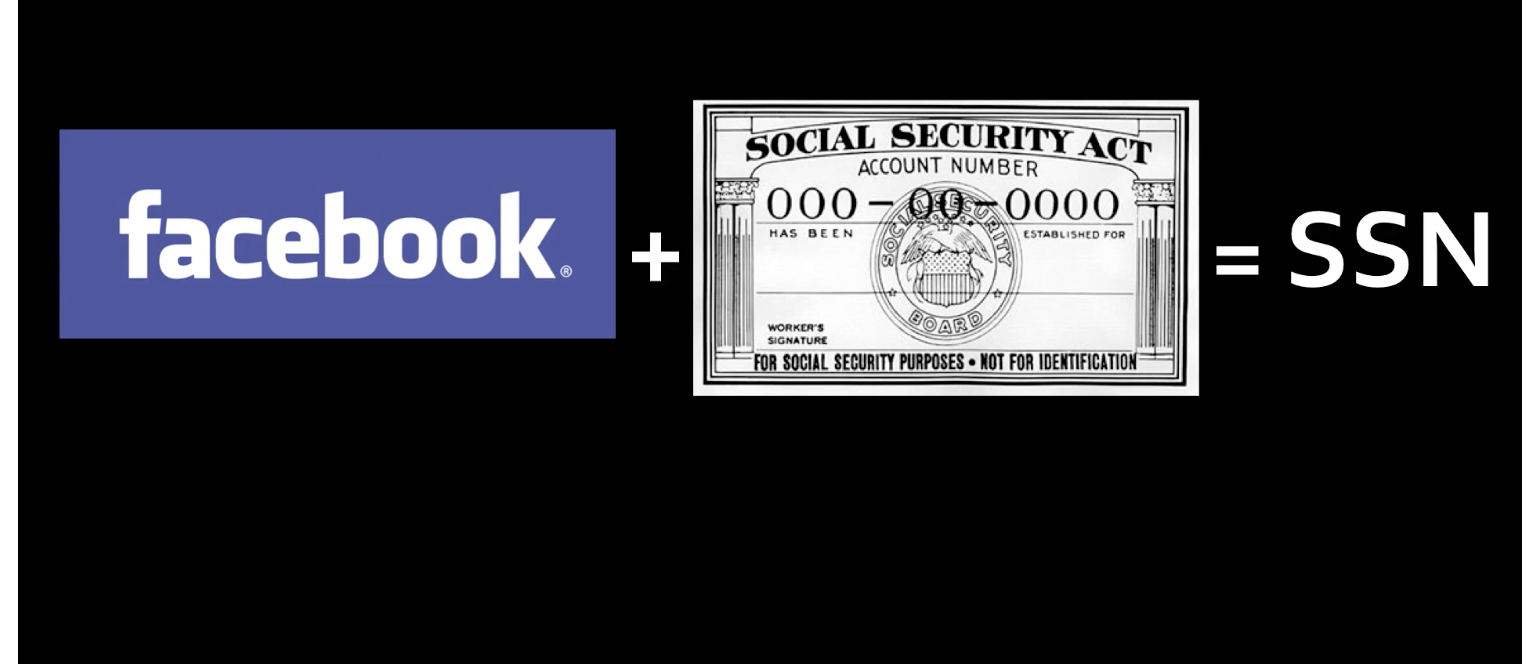 facebook®
+
SOCIAL SECURITY ACT
ACCOUNT NUMBER
000-00-0000
HAS BEEN ESTABLISHED FOR
SOCIAL SECURITY
BOARD
WORKER'S
SIGNATURE
FOR SOCIAL SECURITY PURPOSES • NOT FOR IDENTIFICATION
= SSN